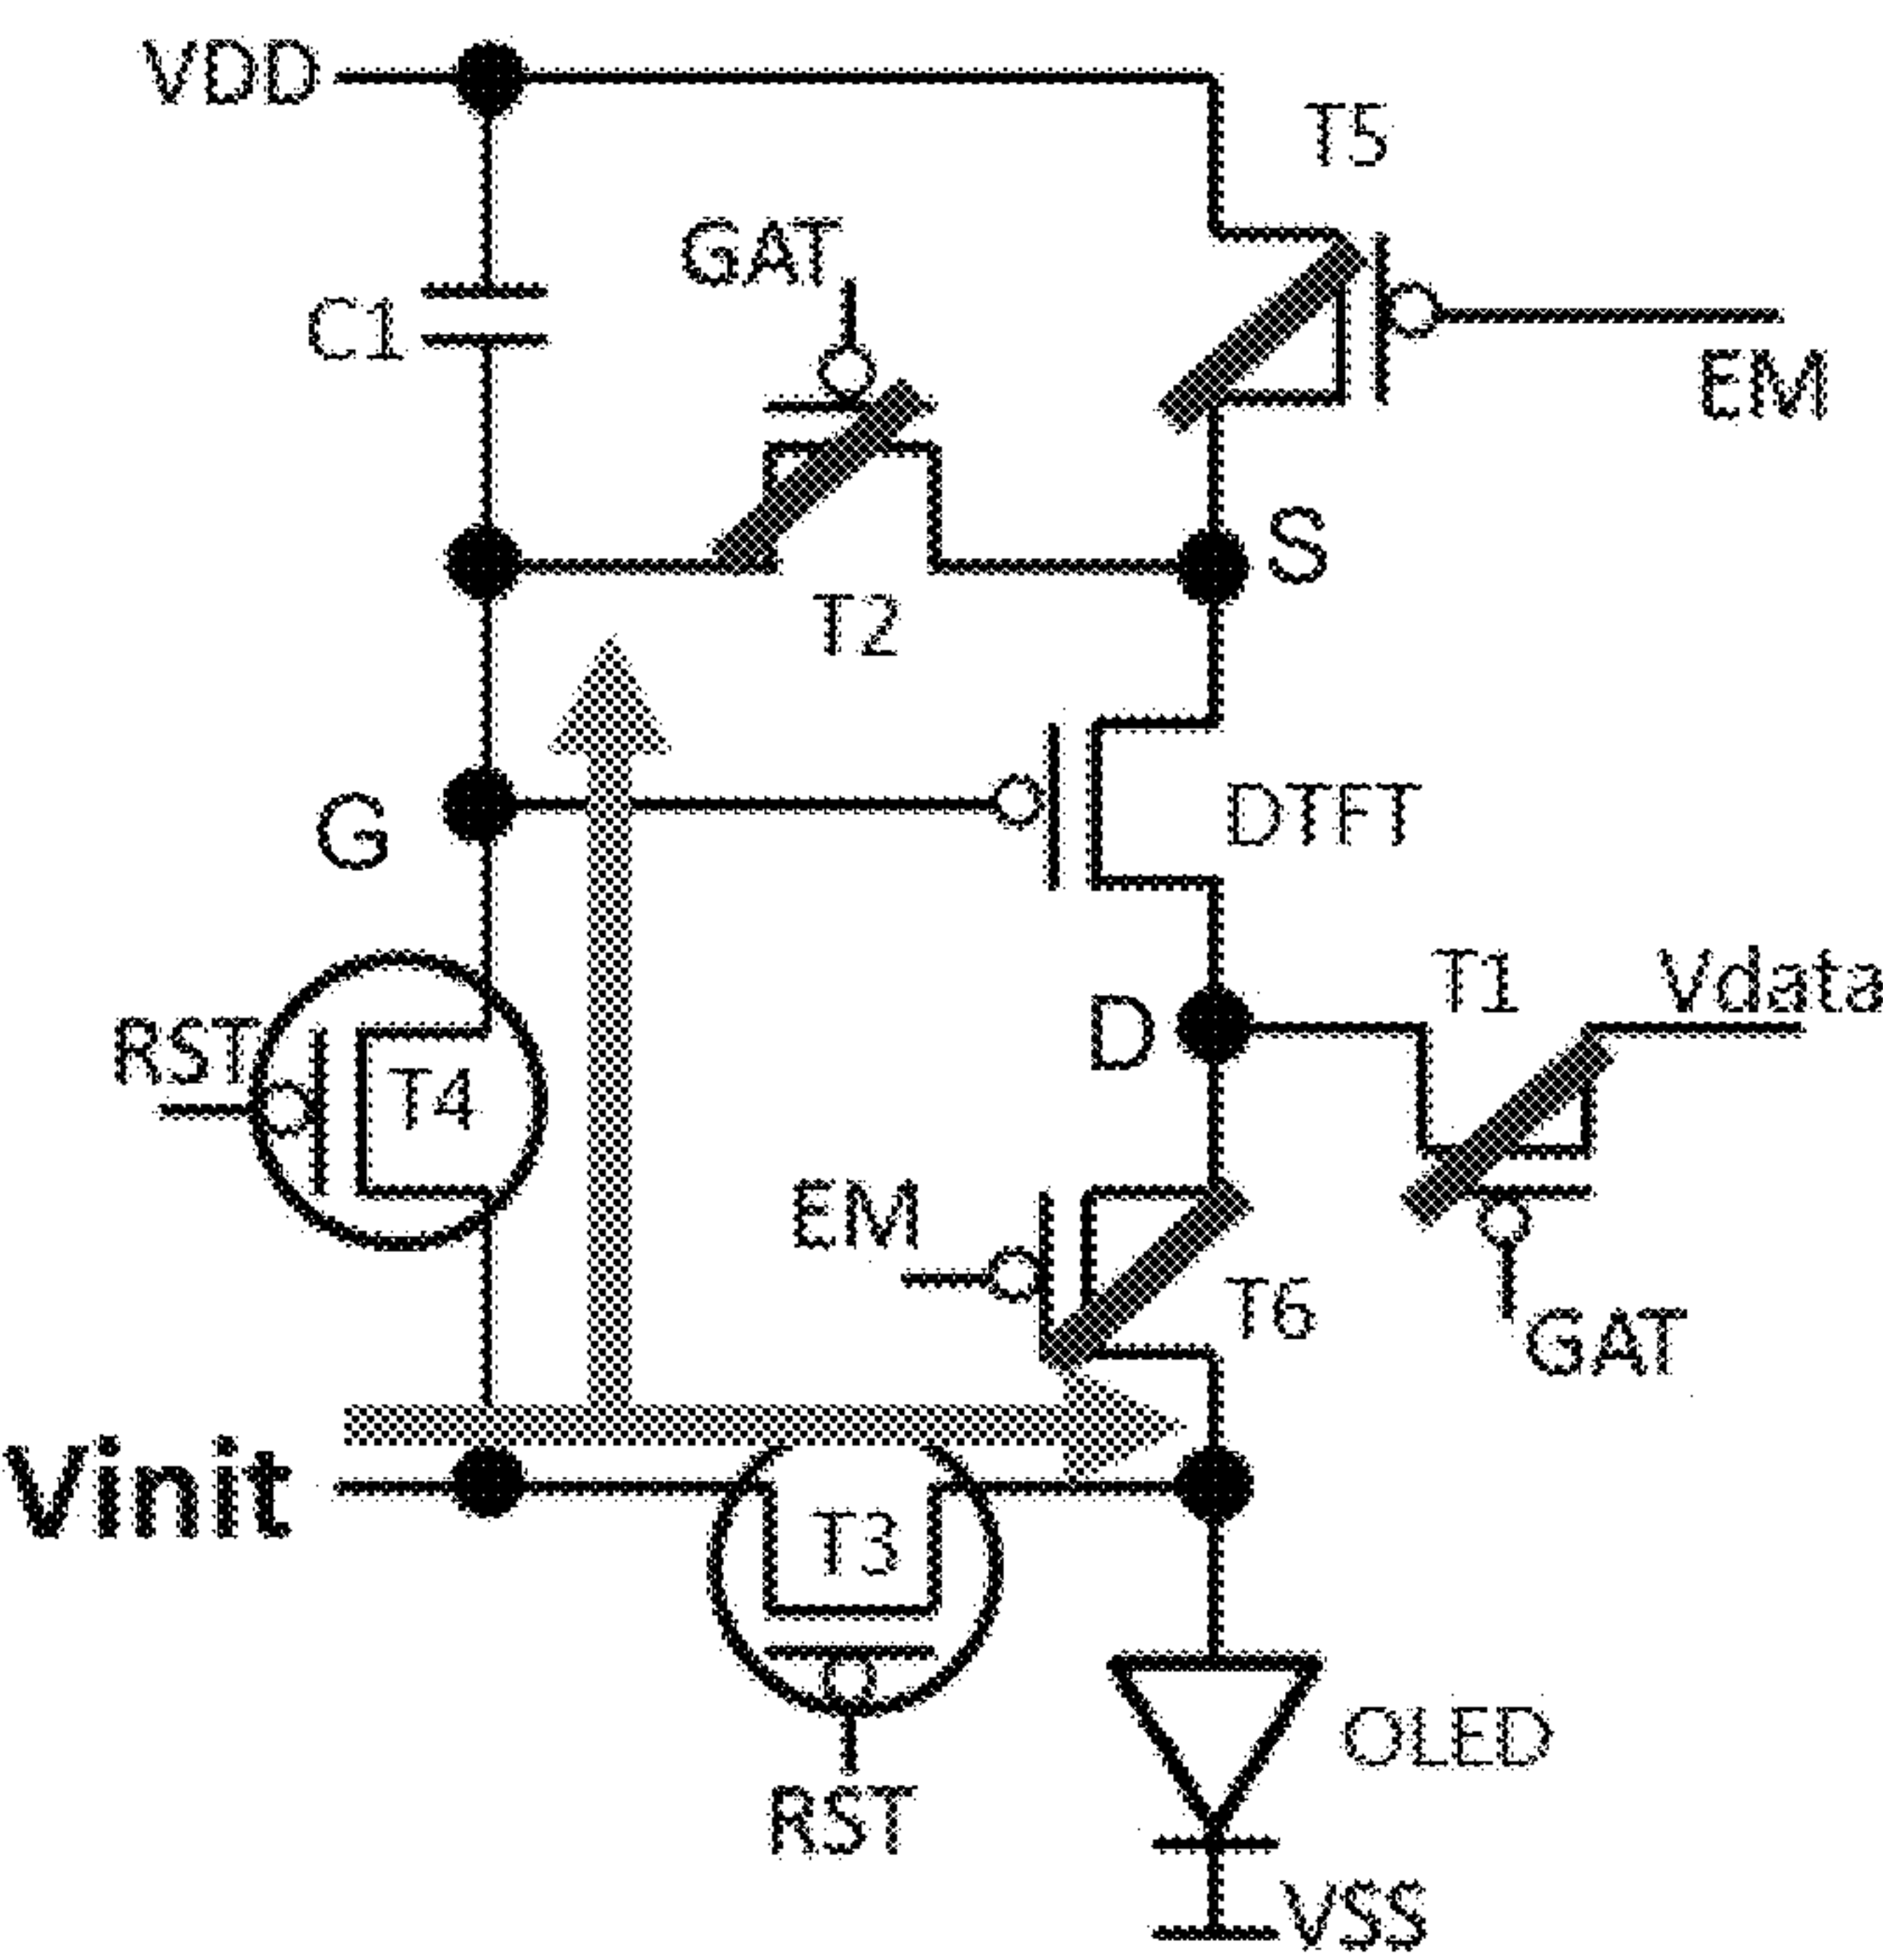 VDD
T5
GAT
C1
EM
S
T2
G
DTFT
T1
Vdata
D
RST
T4
EM
T6
GAT
Vinit
T3
OLED
RST
VSS